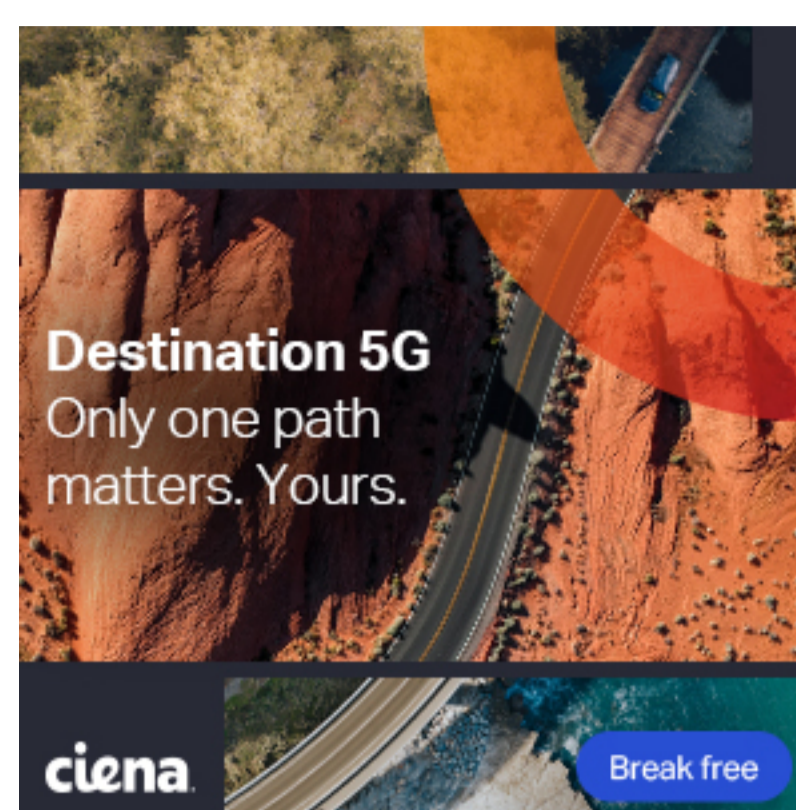 Destination 5G
Only one path
matters. Yours.
ciena.
Break free